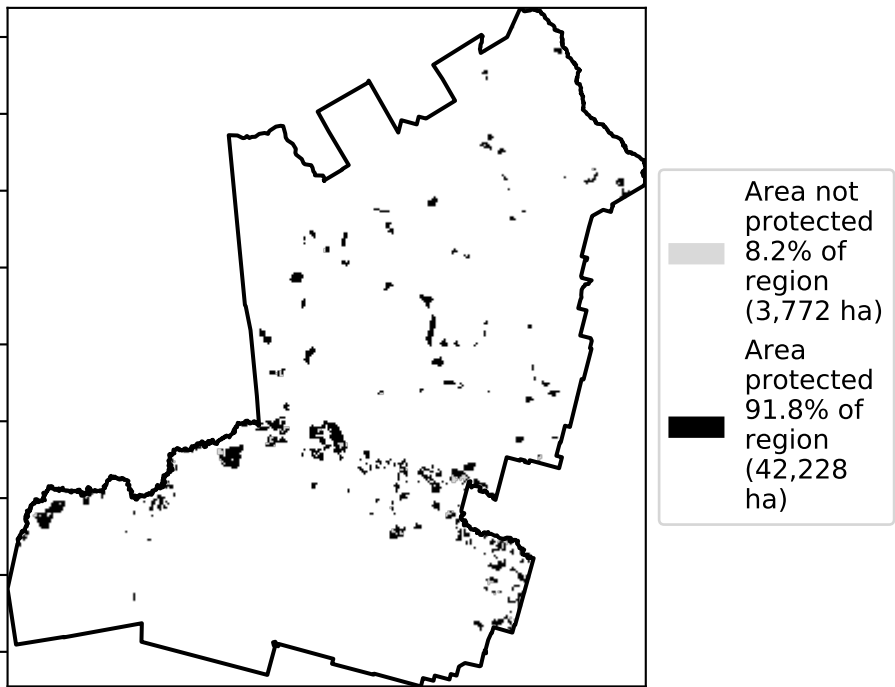 Area not
protected
8.2% of
region
(3,772 ha)
Area
protected
91.8% of
region
(42,228
ha)